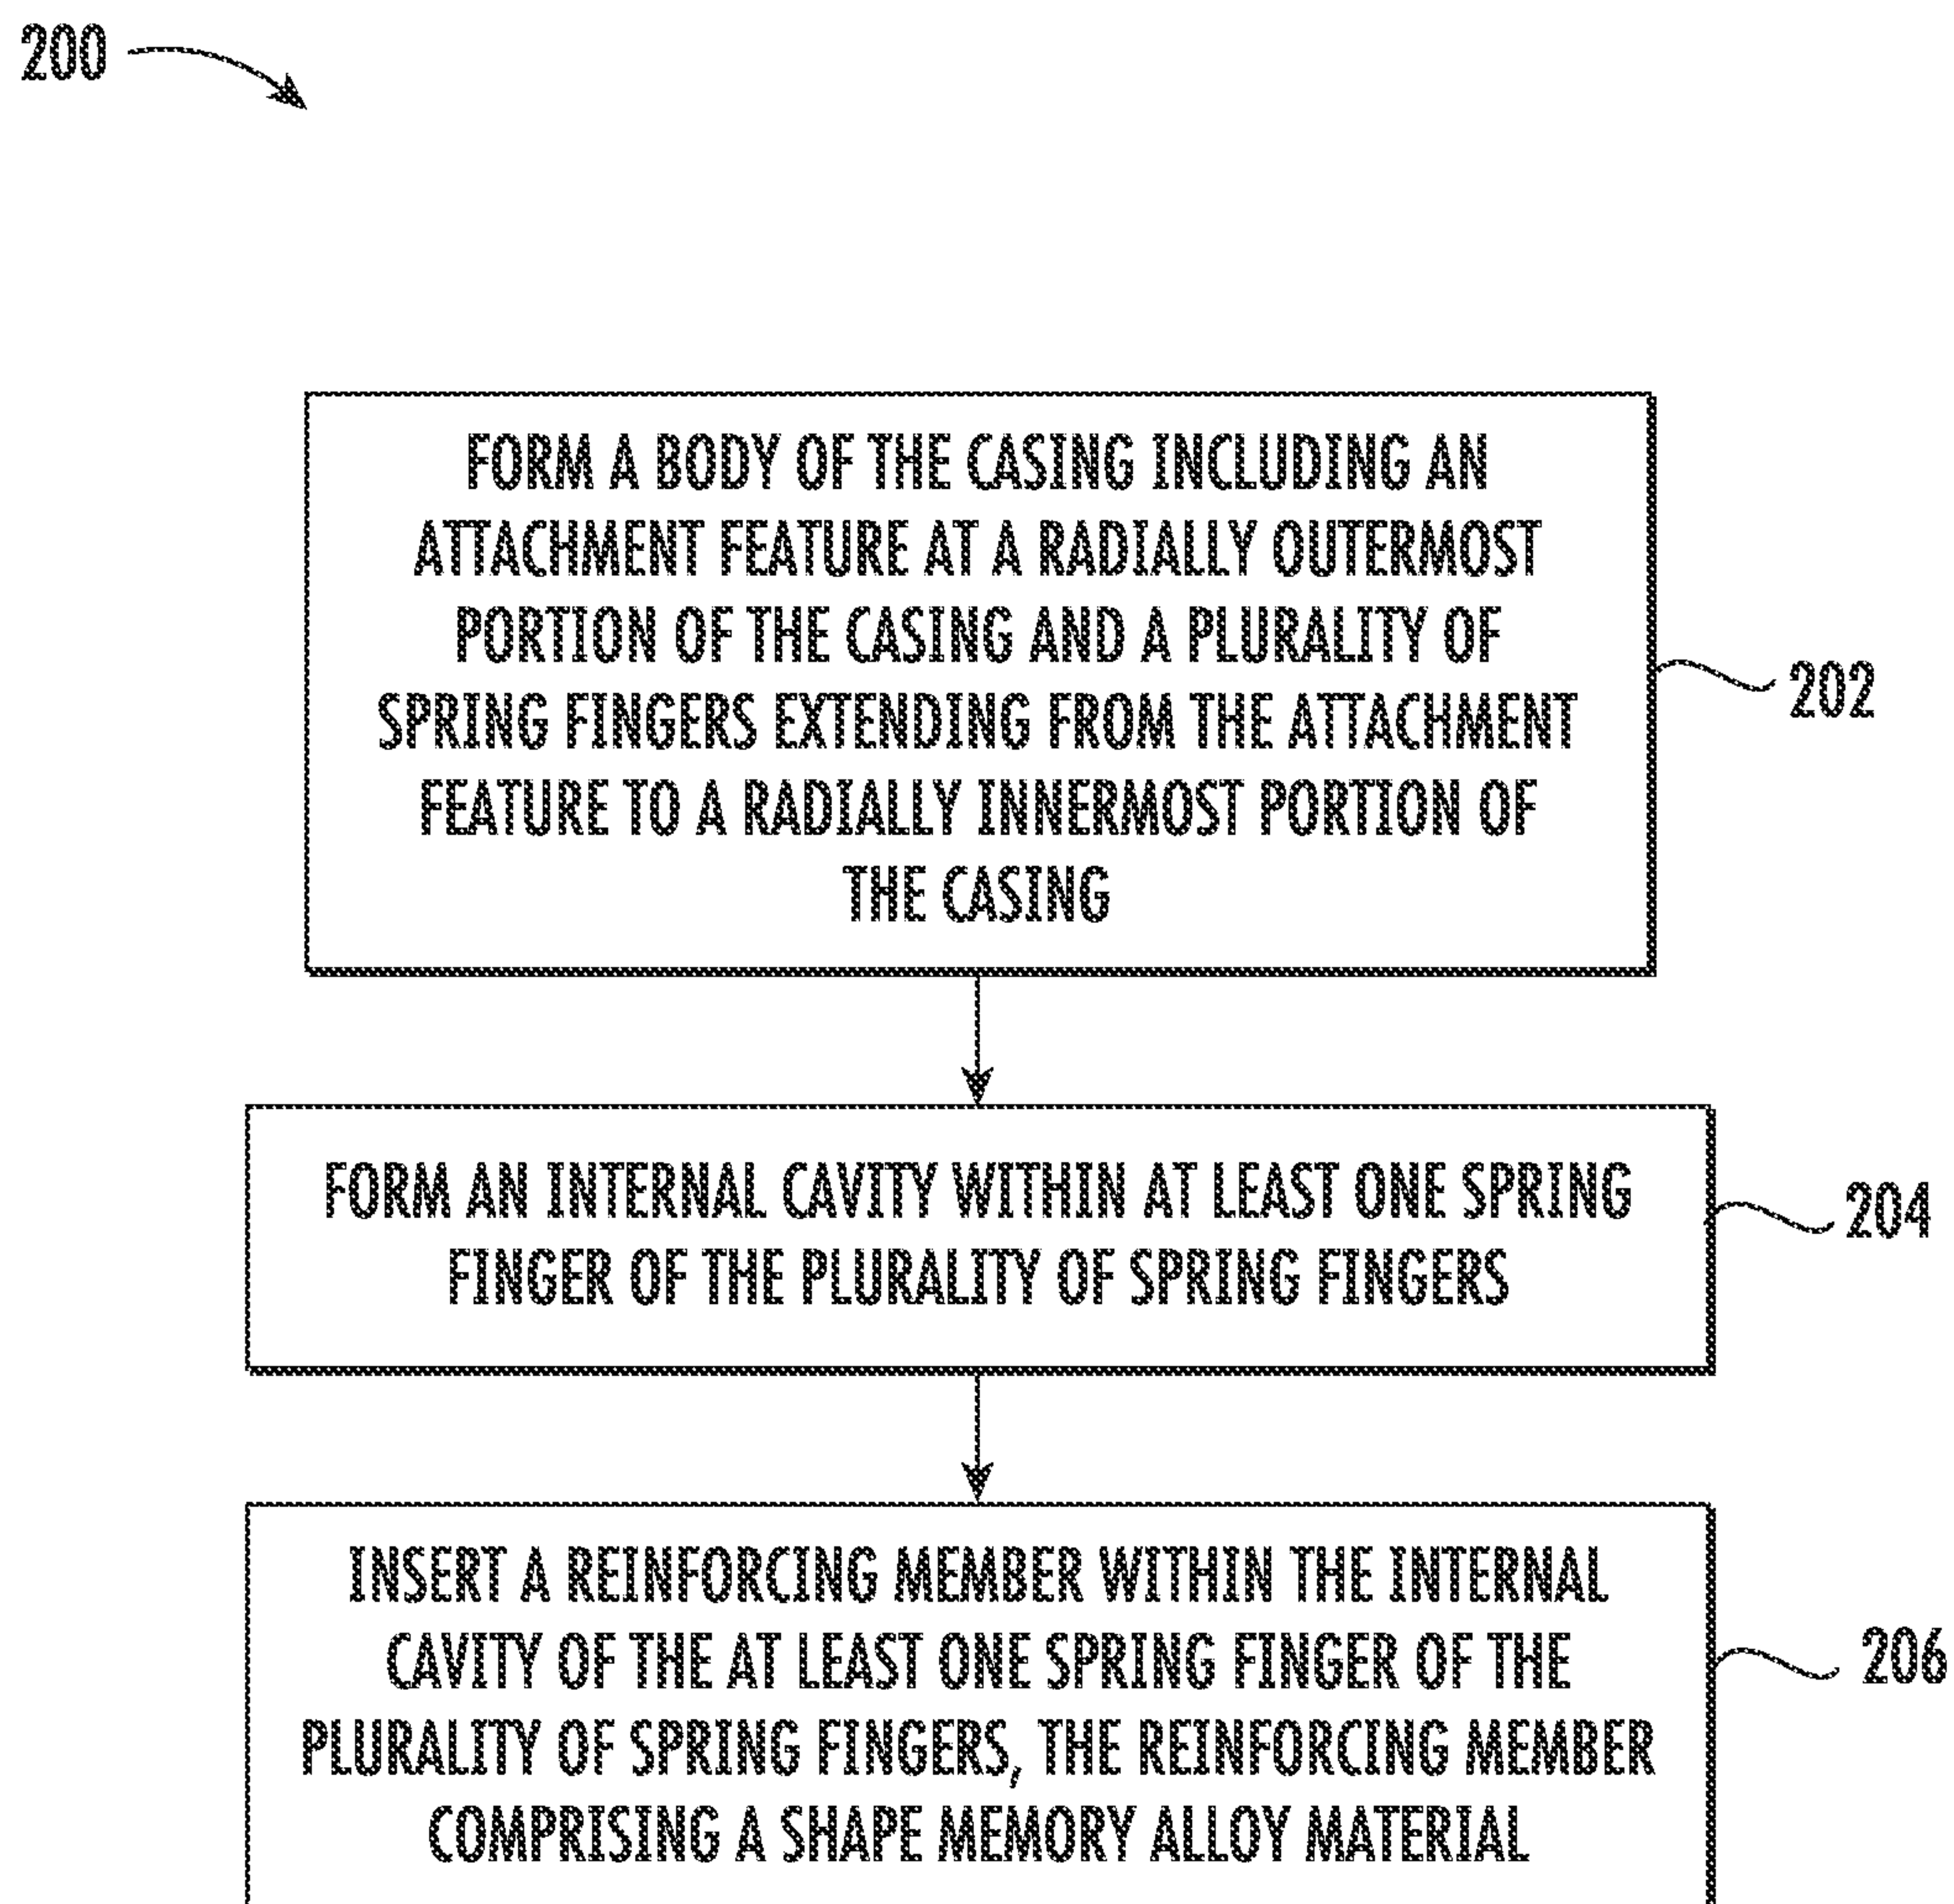 200
FORM A BODY OF THE CASING INCLUDING AN
ATTACHMENT FEATURE AT A RADIALLY OUTERMOST
PORTION OF THE CASING AND A PLURALITY OF
SPRING FINGERS EXTENDING FROM THE ATTACHMENT
FEATURE TO A RADIALLY INNERMOST PORTION OF
THE CASING
202
FORM AN INTERNAL CAVITY WITHIN AT LEAST ONE SPRING
FINGER OF THE PLURALITY OF SPRING FINGERS
204
INSERT A REINFORCING MEMBER WITHIN THE INTERNAL
CAVITY OF THE AT LEAST ONE SPRING FINGER OF THE
PLURALITY OF SPRING FINGERS, THE REINFORCING MEMBER
COMPRISING A SHAPE MEMORY ALLOY MATERIAL
206